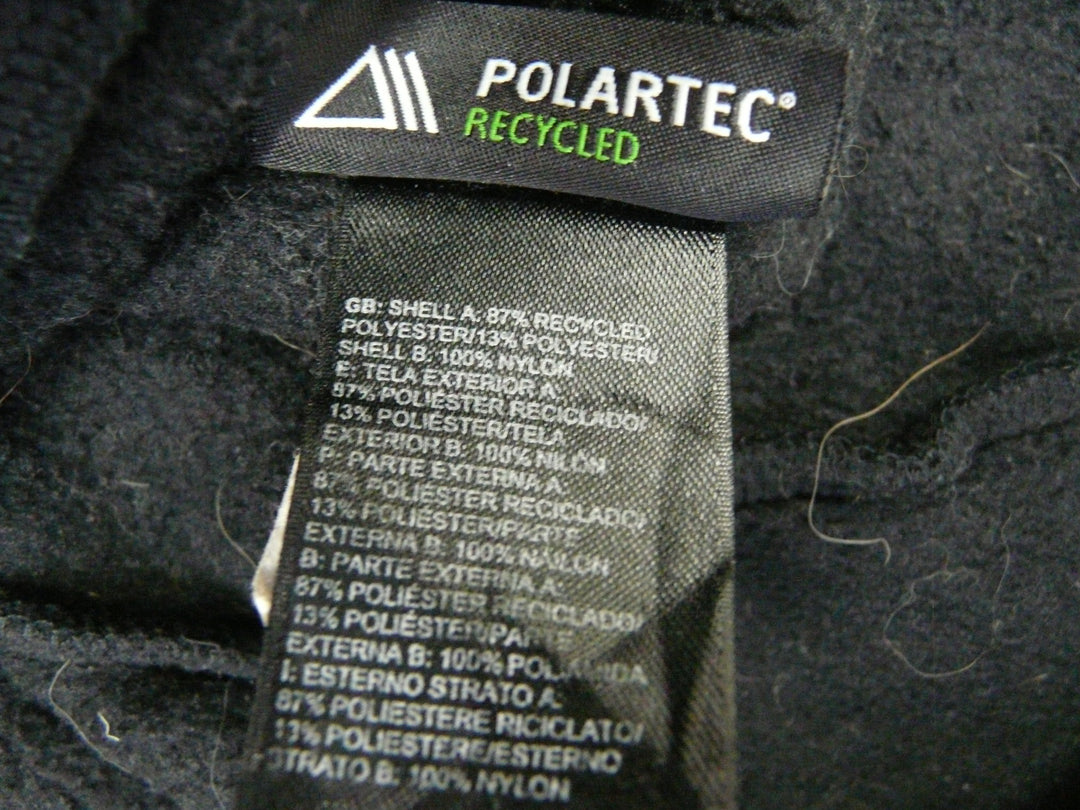 POLARTEC®
RECYCLED
GB: SHELL A: 87% RECYCLED
POLYESTER/13% POLYESTER/
SHELL B: 100% NYLON
E: TELA EXTERIOR A:
87% POLIÉSTER RECICLADO/
13% POLIÉSTER/TELA
EXTERIOR B: 100% NILÓN
P: PARTE EXTERNA A:
87% POLIÉSTER RECICLADO/
13% POLIÉSTER/PARTE
EXTERNA B: 100% NÁILON
B: PARTE EXTERNA A:
87% POLIÉSTER RECICLADO/
13% POLIÉSTER/PARTE
EXTERNA B: 100% POLIAMIDA
I: ESTERNO STRATO A:
87% POLIESTERE RICICLATO/
13% POLIESTERE/ESTERNO
STRATO B: 100% NYLON